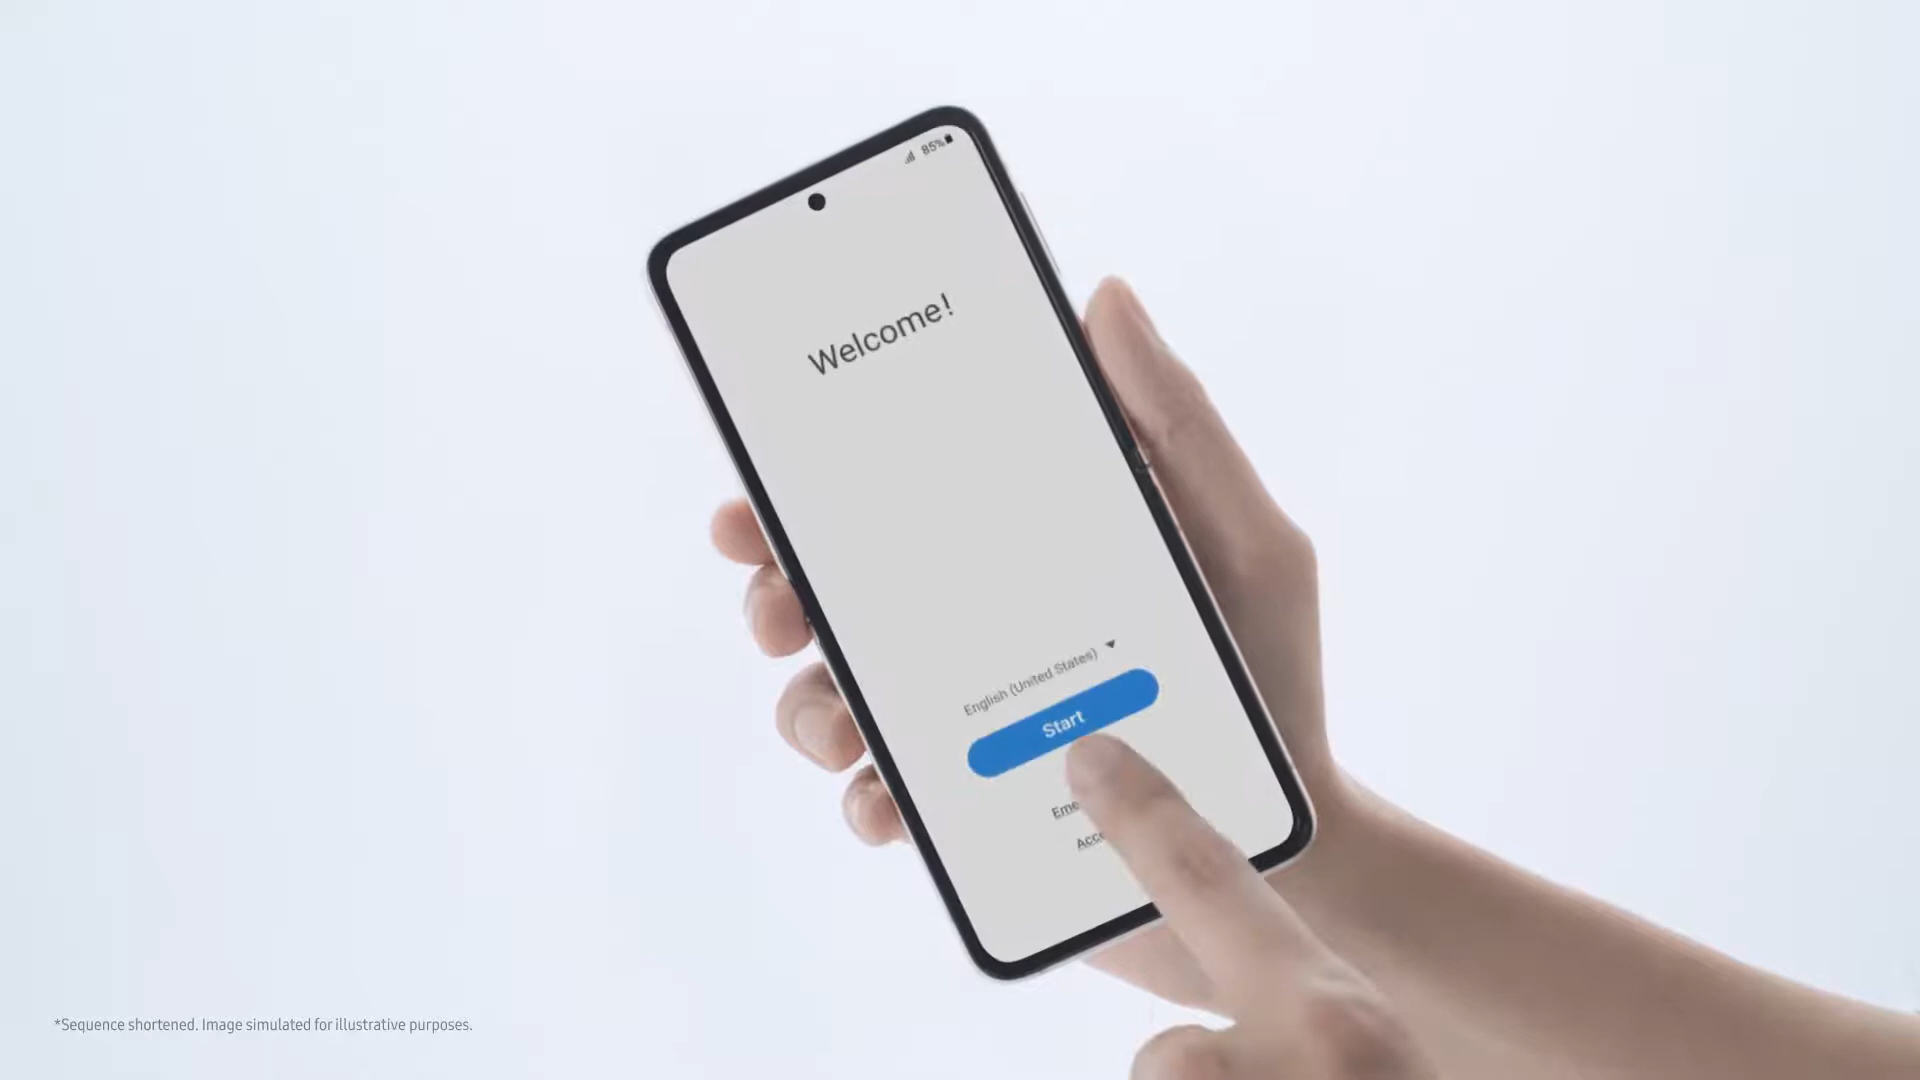 85%
Welcome!
English (United States)
Start
*Sequence shortened. Image simulated for illustrative purposes.